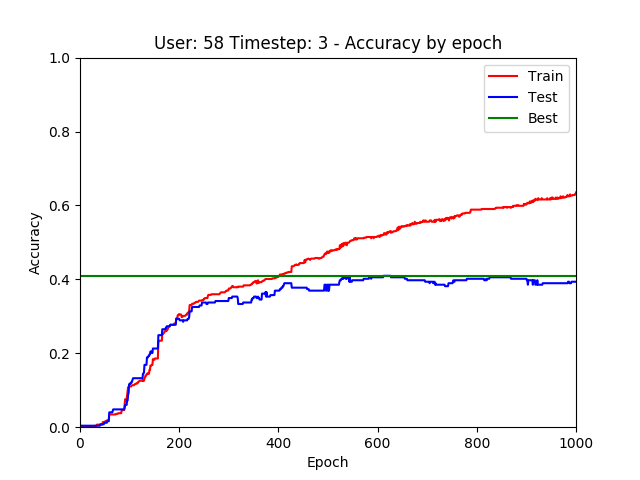 User: 58 Timestep: 3 - Accuracy by epoch
1.0
0.8
0.6
0.4
0.2
0.0
Accuracy
Train
Test
Best
0 200 400 600 800 1000
Epoch